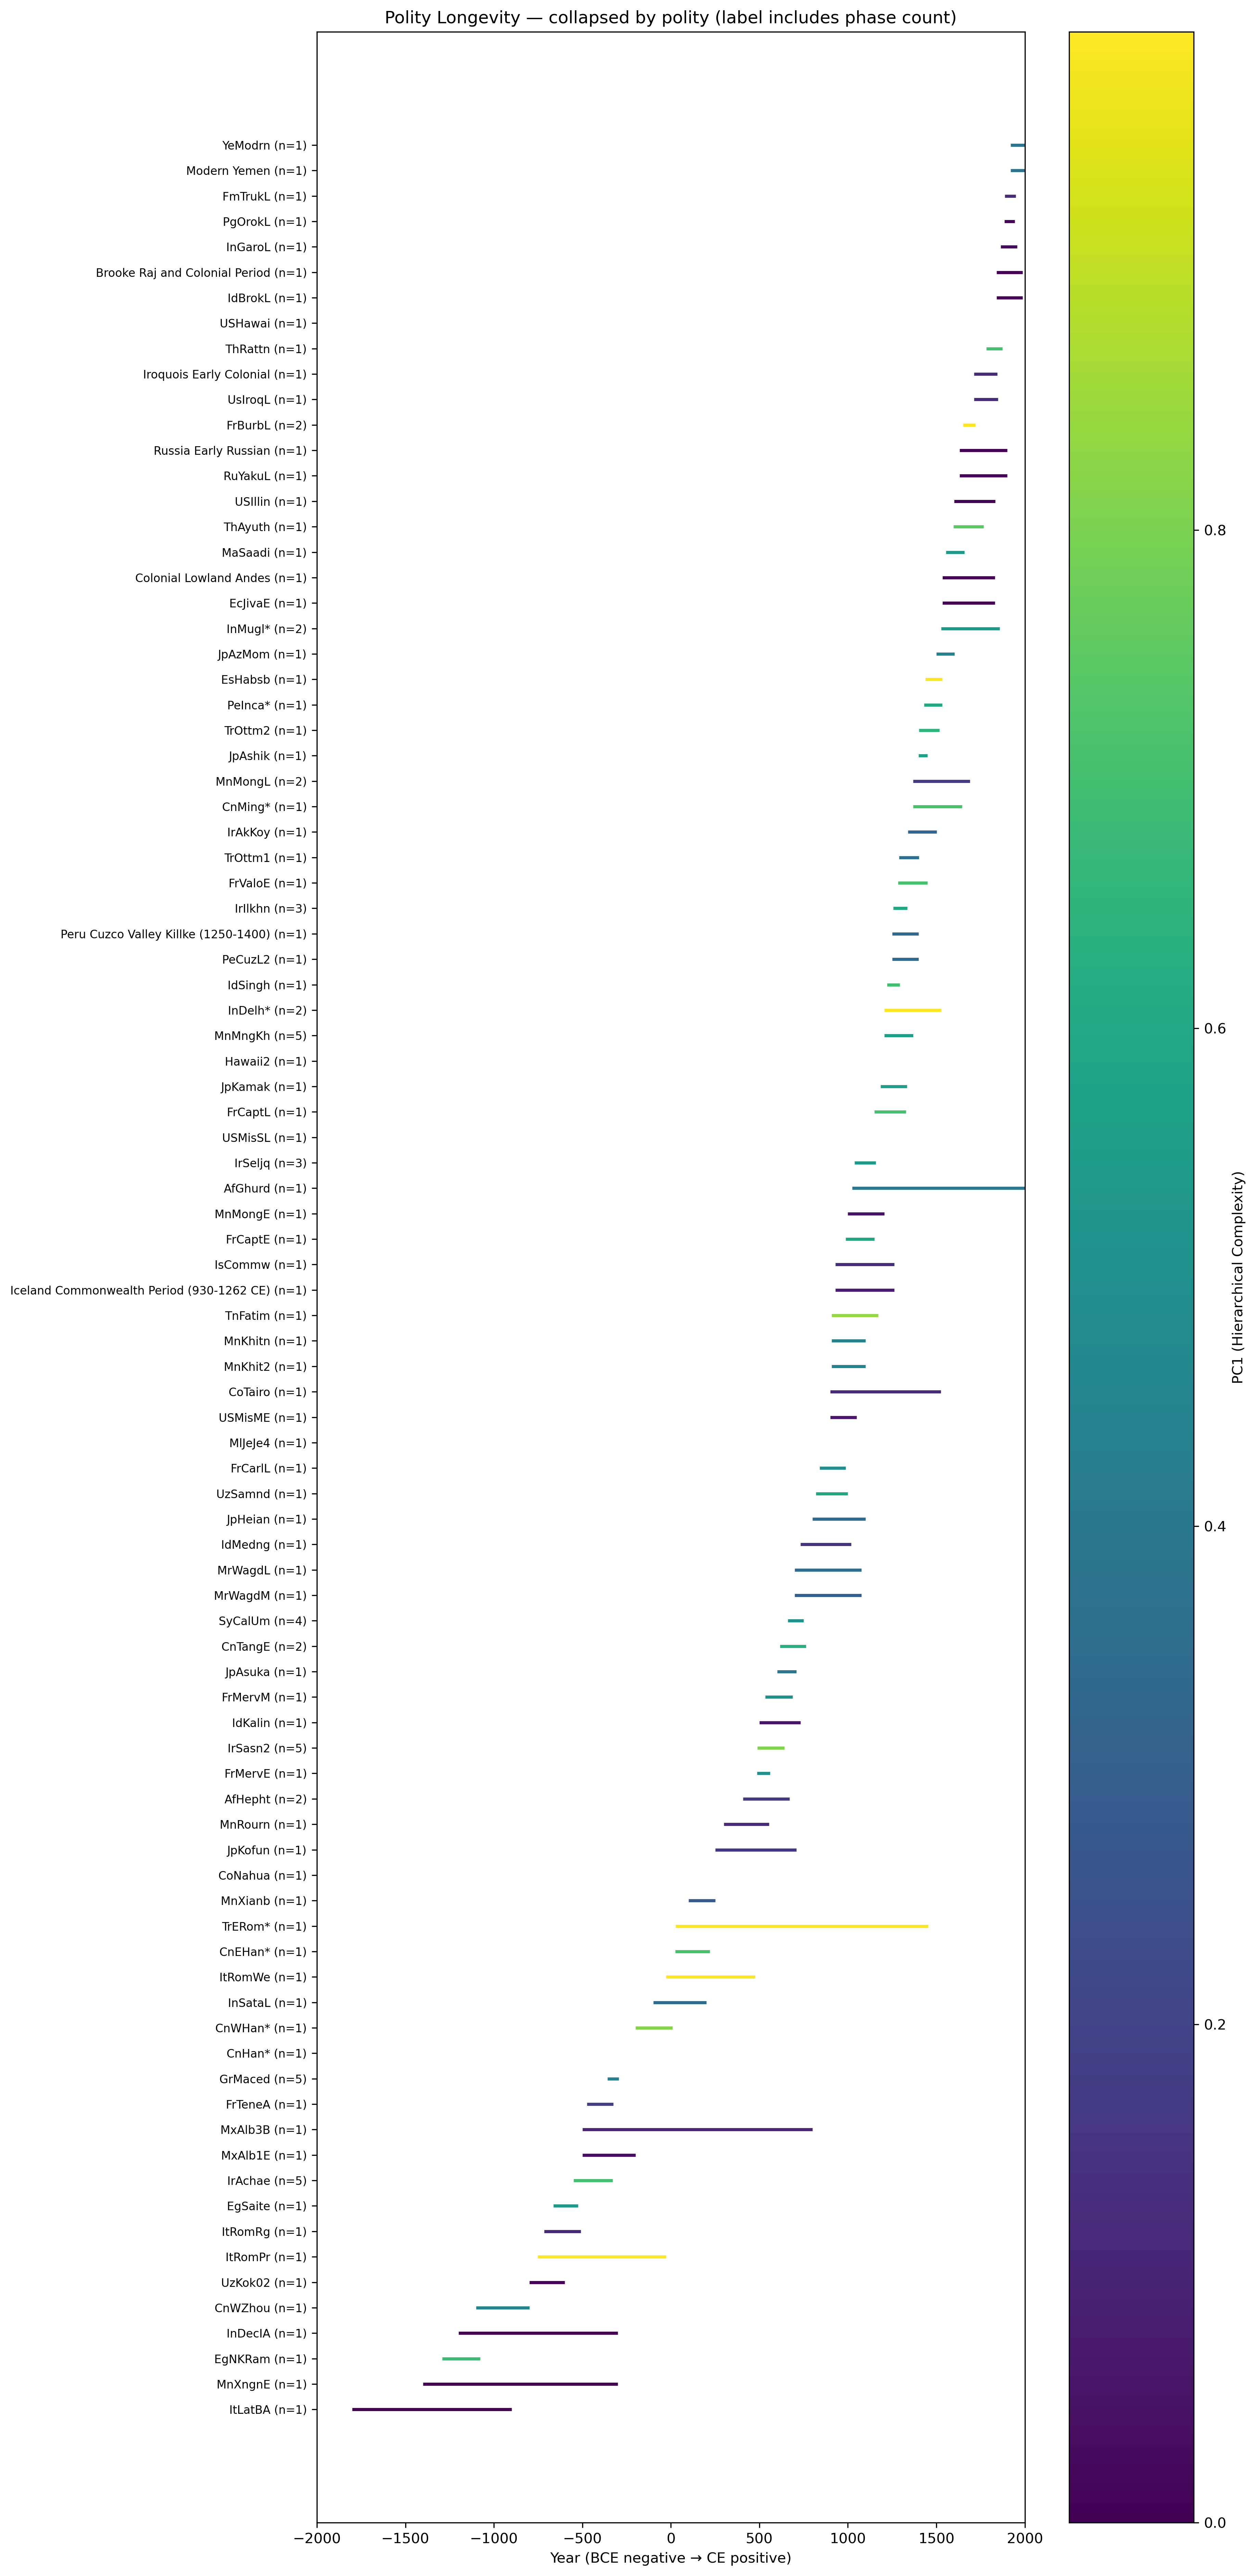 Polity Longevity — collapsed by polity (label includes phase count)
YeModrn (n=1)
Modern Yemen (n=1)
FmTrukL (n=1)
PgOrokL (n=1)
InGaroL (n=1)
Brooke Raj and Colonial Period (n=1)
IdBrokL (n=1)
USHawai (n=1)
ThRattn (n=1)
Iroquois Early Colonial (n=1)
UsIroqL (n=1)
FrBurbL (n=2)
Russia Early Russian (n=1)
RuYakuL (n=1)
USIllin (n=1)
ThAyuth (n=1)
MaSaadi (n=1)
Colonial Lowland Andes (n=1)
EcJivaE (n=1)
InMugl* (n=2)
JpAzMom (n=1)
EsHabsb (n=1)
PeInca* (n=1)
TrOttm2 (n=1)
JpAshik (n=1)
MnMongL (n=2)
CnMing* (n=1)
IrAkKoy (n=1)
TrOttm1 (n=1)
FrValoE (n=1)
IrIlkhn (n=3)
Peru Cuzco Valley Killke (1250-1400) (n=1)
PeCuzL2 (n=1)
IdSingh (n=1)
InDelh* (n=2)
MnMngKh (n=5)
Hawaii2 (n=1)
JpKamak (n=1)
FrCaptL (n=1)
USMisSL (n=1)
IrSeljq (n=3)
AfGhurd (n=1)
MnMongE (n=1)
FrCaptE (n=1)
IsCommw (n=1)
Iceland Commonwealth Period (930-1262 CE) (n=1)
TnFatim (n=1)
MnKhitn (n=1)
MnKhit2 (n=1)
CoTairo (n=1)
USMisME (n=1)
MlJeJe4 (n=1)
FrCarlL (n=1)
UzSamnd (n=1)
JpHeian (n=1)
IdMedng (n=1)
MrWagdL (n=1)
MrWagdM (n=1)
SyCalUm (n=4)
CnTangE (n=2)
JpAsuka (n=1)
FrMervM (n=1)
IdKalin (n=1)
IrSasn2 (n=5)
FrMervE (n=1)
AfHepht (n=2)
MnRourn (n=1)
JpKofun (n=1)
CoNahua (n=1)
MnXianb (n=1)
TrERom* (n=1)
CnEHan* (n=1)
ItRomWe (n=1)
InSataL (n=1)
CnWHan* (n=1)
CnHan* (n=1)
GrMaced (n=5)
FrTeneA (n=1)
MxAlb3B (n=1)
MxAlb1E (n=1)
IrAchae (n=5)
EgSaite (n=1)
ItRomRg (n=1)
ItRomPr (n=1)
UzKok02 (n=1)
CnWZhou (n=1)
InDecIA (n=1)
EgNKRam (n=1)
MnXngnE (n=1)
ItLatBA (n=1)
−2000 −1500 −1000 −500 0 500 1000 1500 2000
Year (BCE negative → CE positive)
0.8
0.6
0.4
0.2
0.0
PC1 (Hierarchical Complexity)